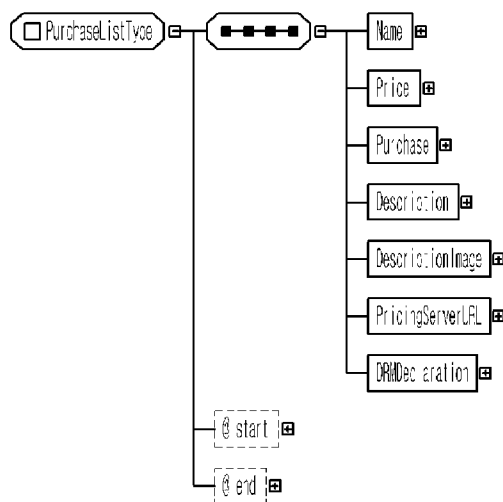 PurchaseListType
Name
Price
Purchase
Description
DescriptionImage
PricingServerURL
DRMDeclaration
@ start
@ end